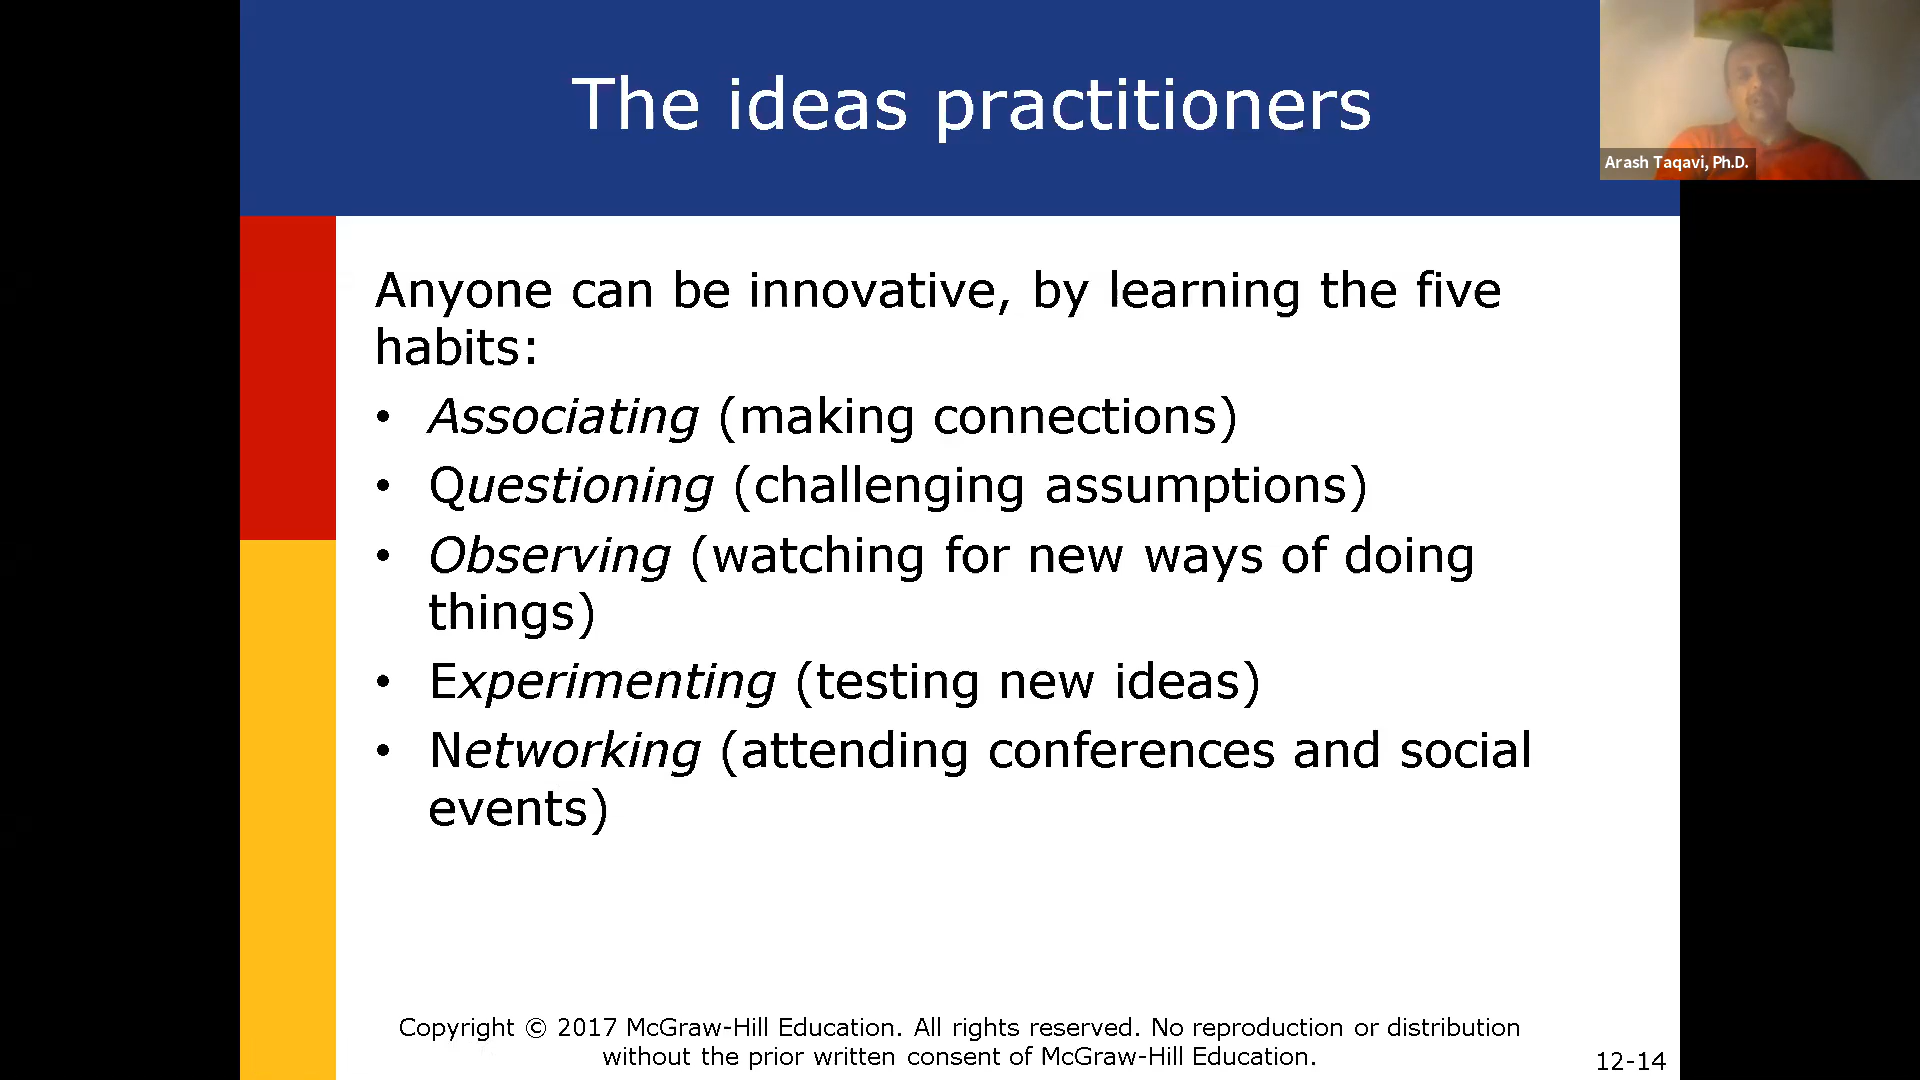 The ideas practitioners
Arash Taqavi, Ph.D.
Anyone can be innovative, by learning the five
habits:
• Associating (making connections)
• Questioning (challenging assumptions)
• Observing (watching for new ways of doing
things)
• Experimenting (testing new ideas)
• Networking (attending conferences and social
events)
Copyright © 2017 McGraw-Hill Education. All rights reserved. No reproduction or distribution
without the prior written consent of McGraw-Hill Education.
12-14